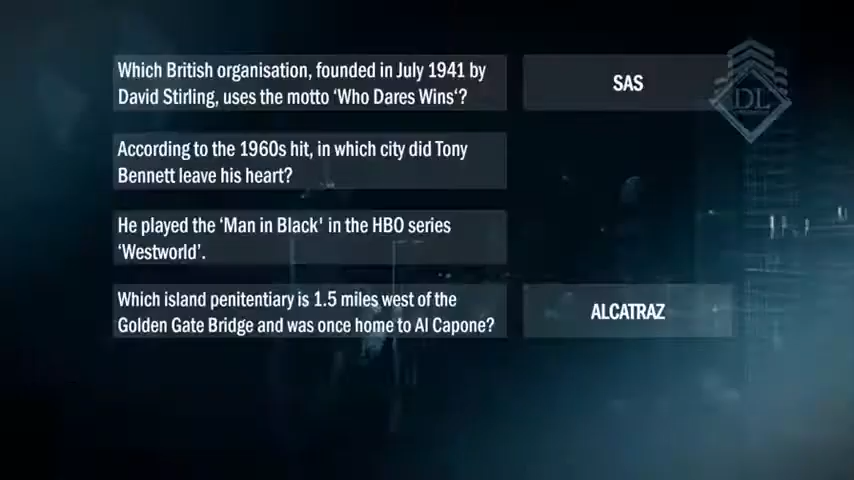 Which British organisation, founded in July 1941 by
David Stirling, uses the motto ‘Who Dares Wins‘?
SAS
DL
According to the 1960s hit, in which city did Tony
Bennett leave his heart?
He played the ‘Man in Black' in the HBO series
‘Westworld’.
Which island penitentiary is 1.5 miles west of the
Golden Gate Bridge and was once home to Al Capone?
ALCATRAZ